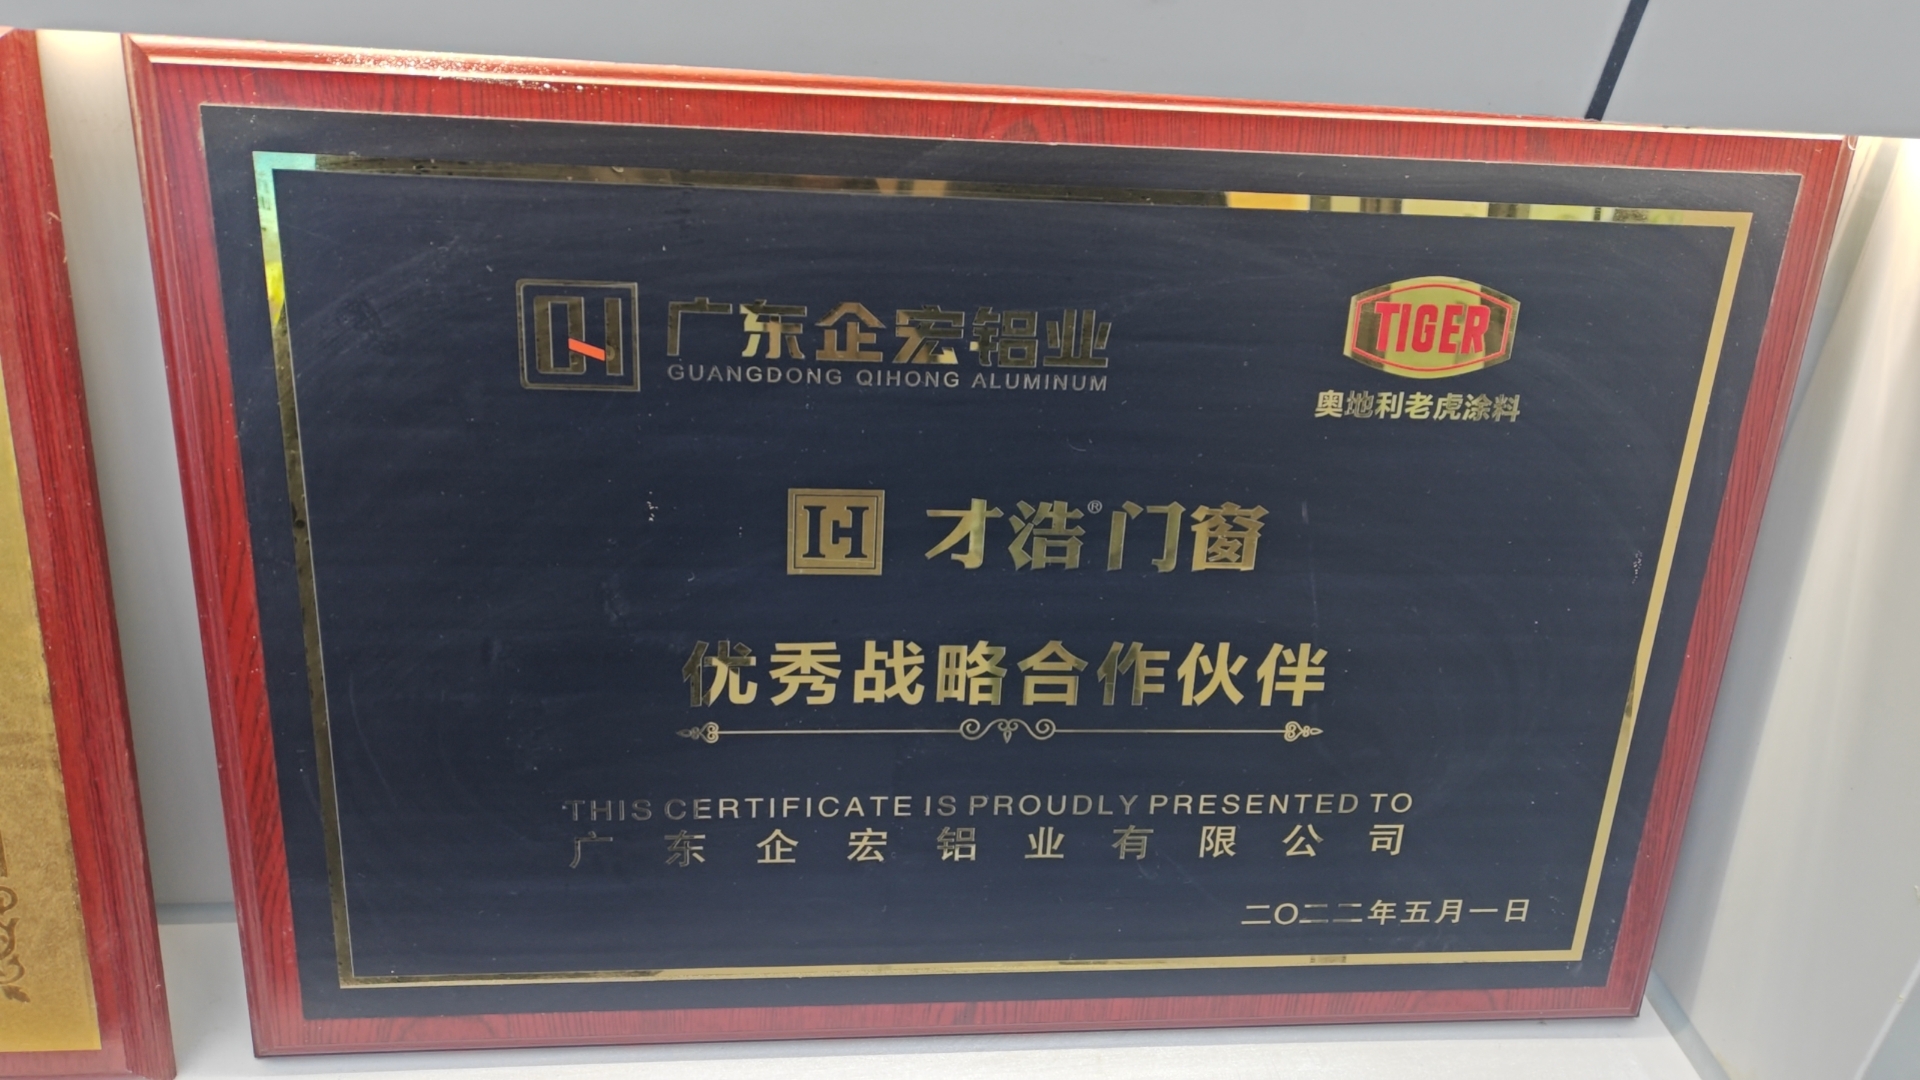 广东企宏铝业
GUANGDONG QIHONG ALUMINUM
TIGER
奥地利老虎涂料
才浩®门窗
优秀战略合作伙伴
THIS CERTIFICATE IS PROUDLY PRESENTED TO
广东企宏铝业有限公司
二〇二二年五月一日